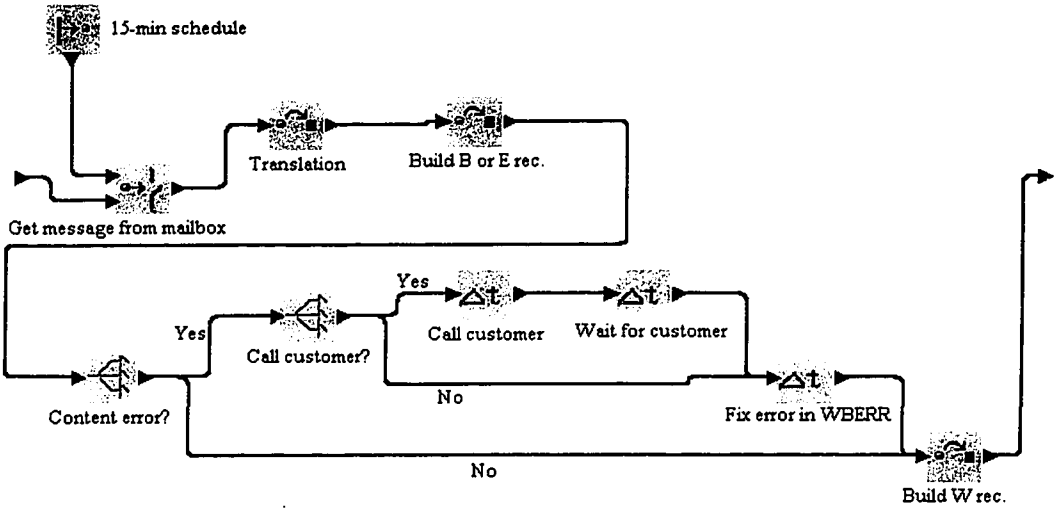 15-min schedule
Translation
Build B or E rec.
Get message from mailbox
Yes
Call customer
Wait for customer
Yes
Call customer?
No
Content error?
Fix error in WBERR
No
Build W rec.